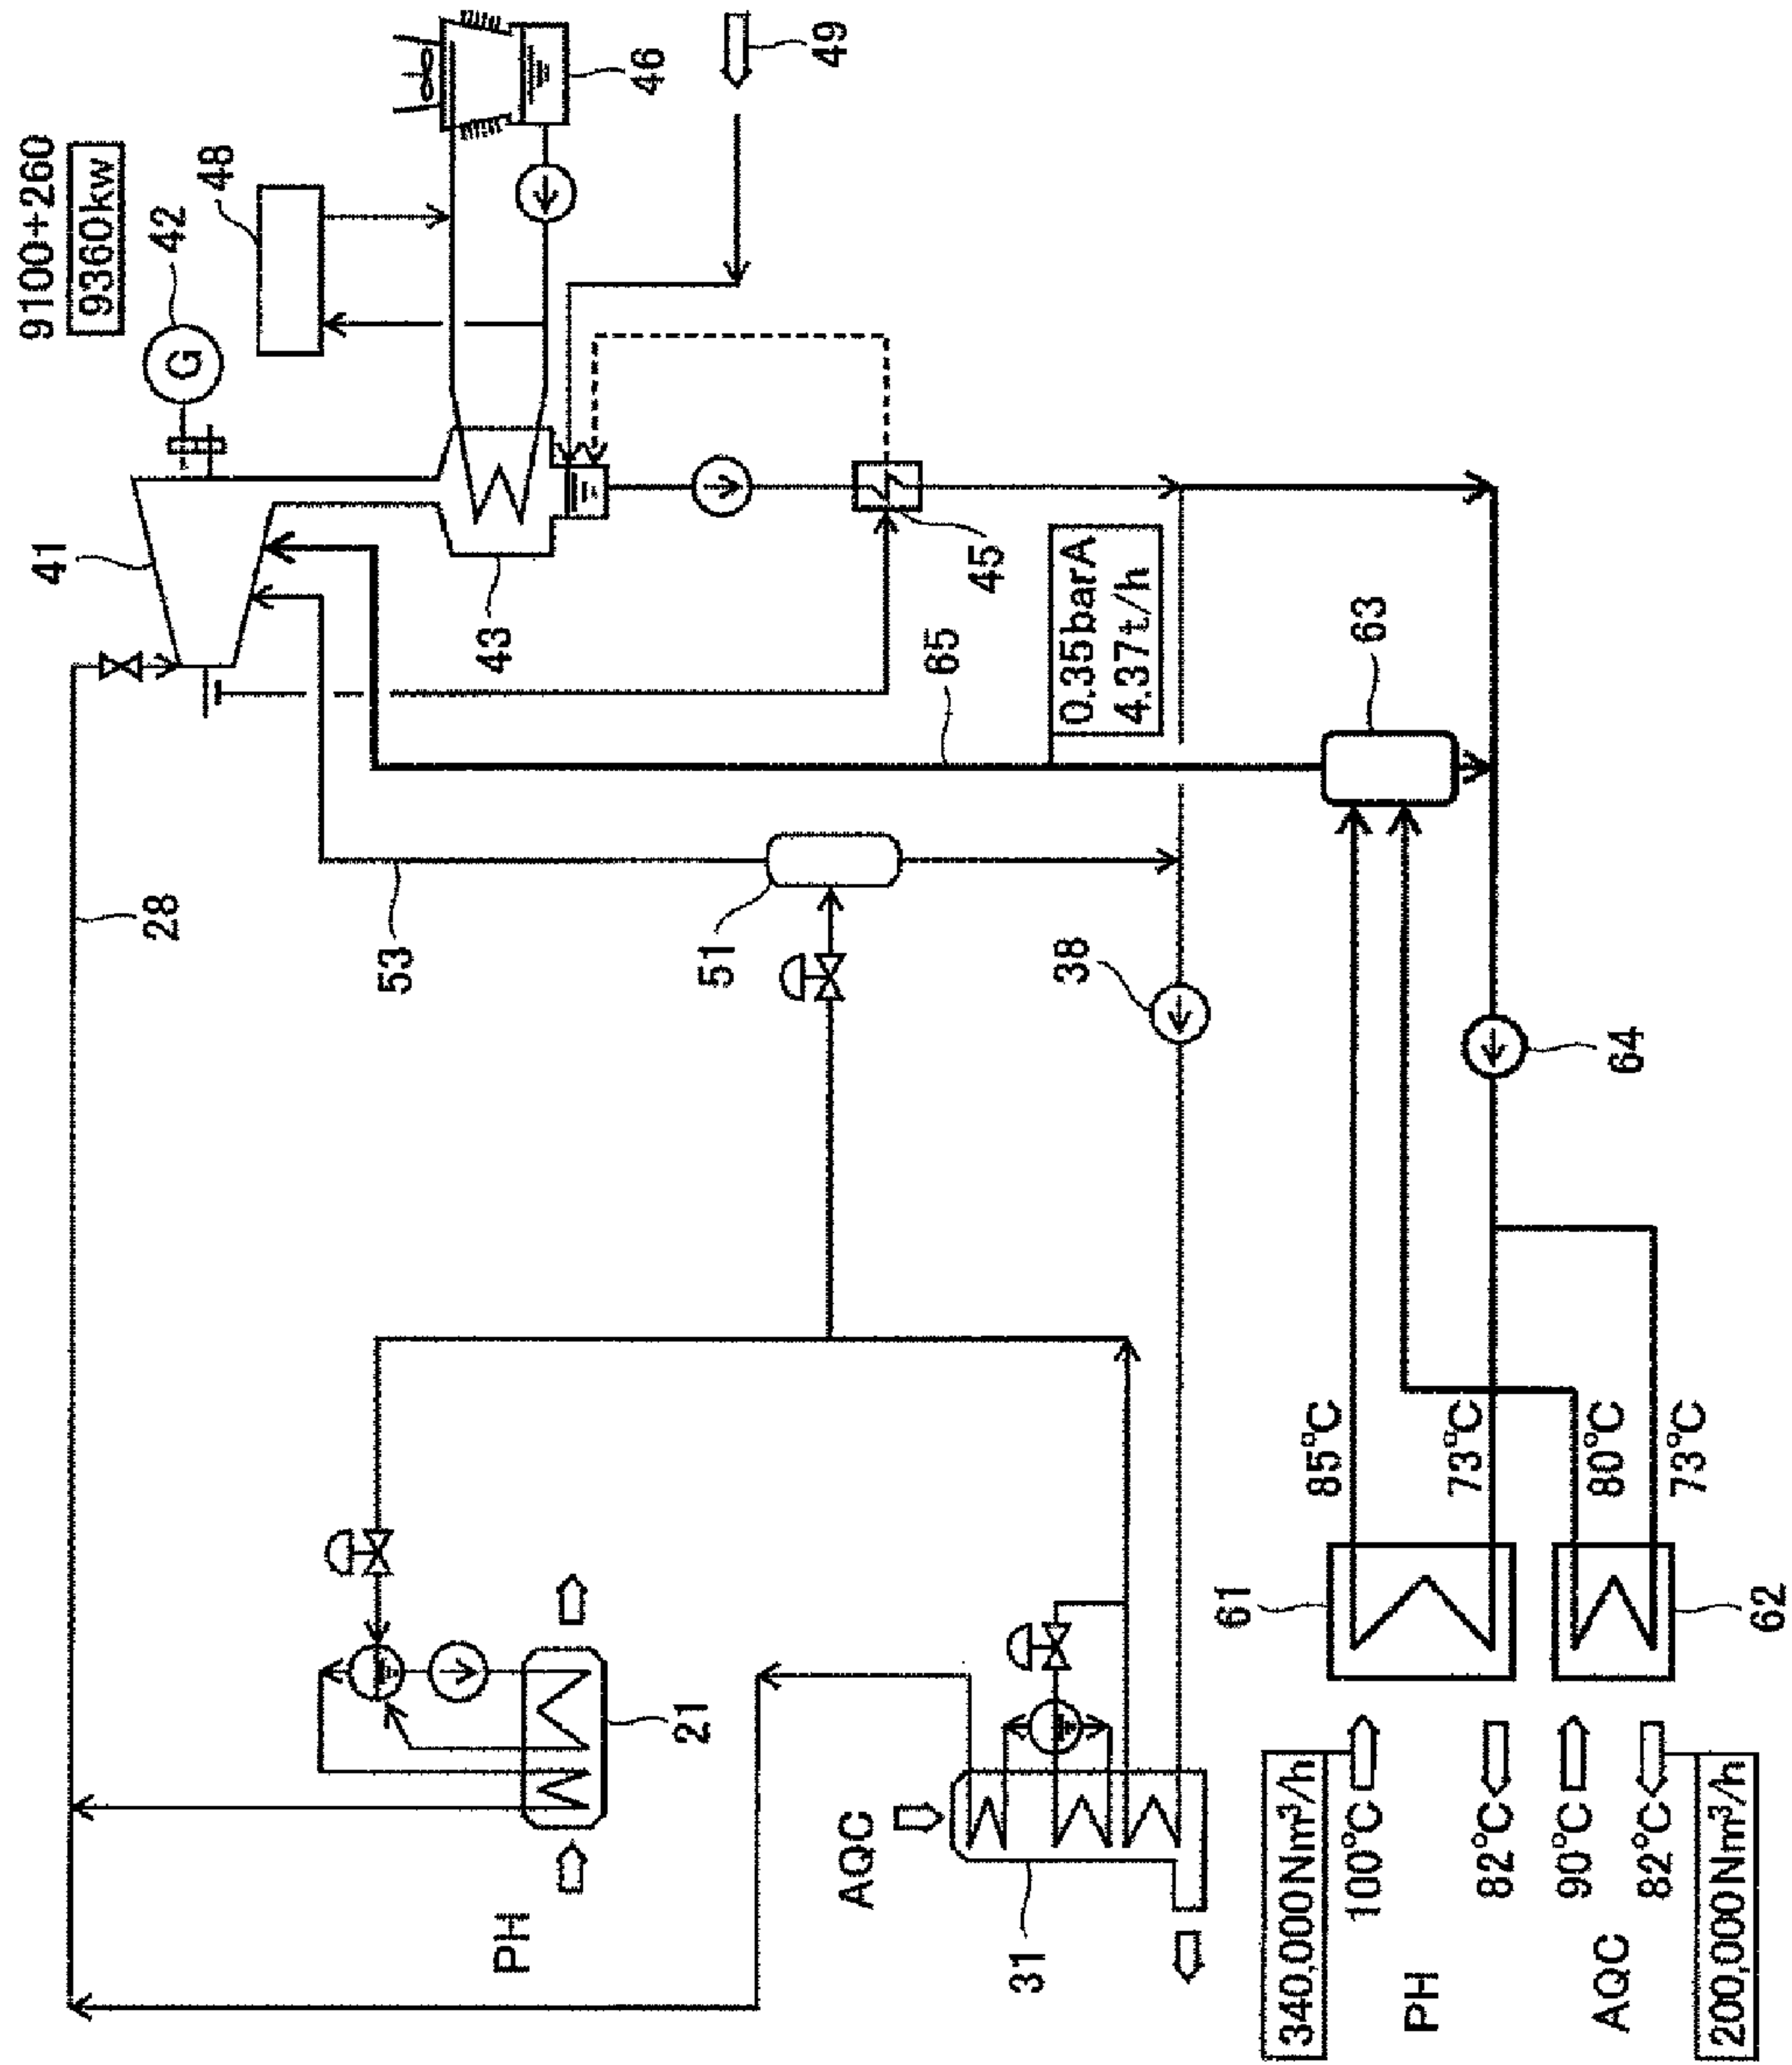 9100+260
9360kw
48
42
G
41
46
49
43
45
65
0.35barA
4.37t/h
63
28
53
51
38
64
85℃
73℃
80℃
73℃
61
62
21
PH
AQC
31
340,000Nm³/h
100℃
82℃
90℃
82℃
200,000Nm³/h
PH
AQC